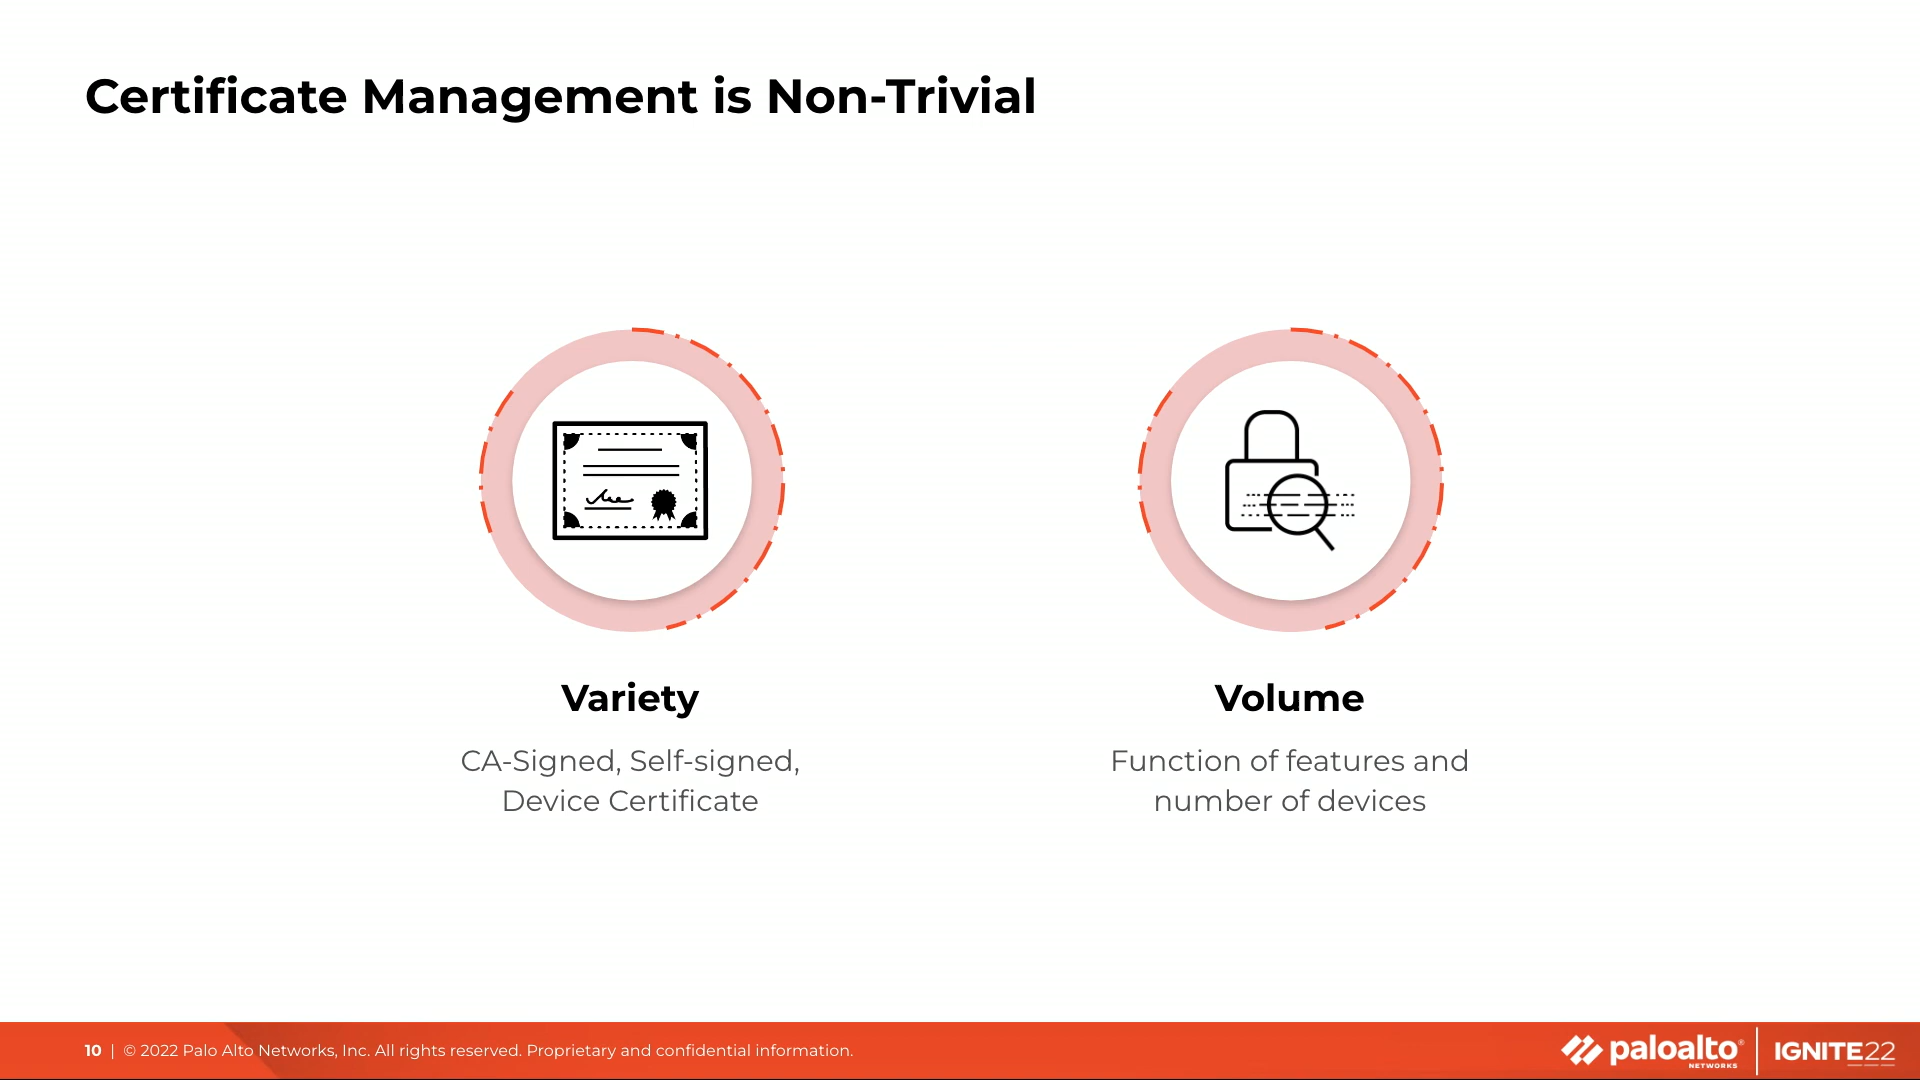 Certificate Management is Non-Trivial
Variety
CA-Signed, Self-signed,
Device Certificate
Volume
Function of features and
number of devices
10 | © 2022 Palo Alto Networks, Inc. All rights reserved. Proprietary and confidential information.
paloalto®
NETWORKS
IGNITE22